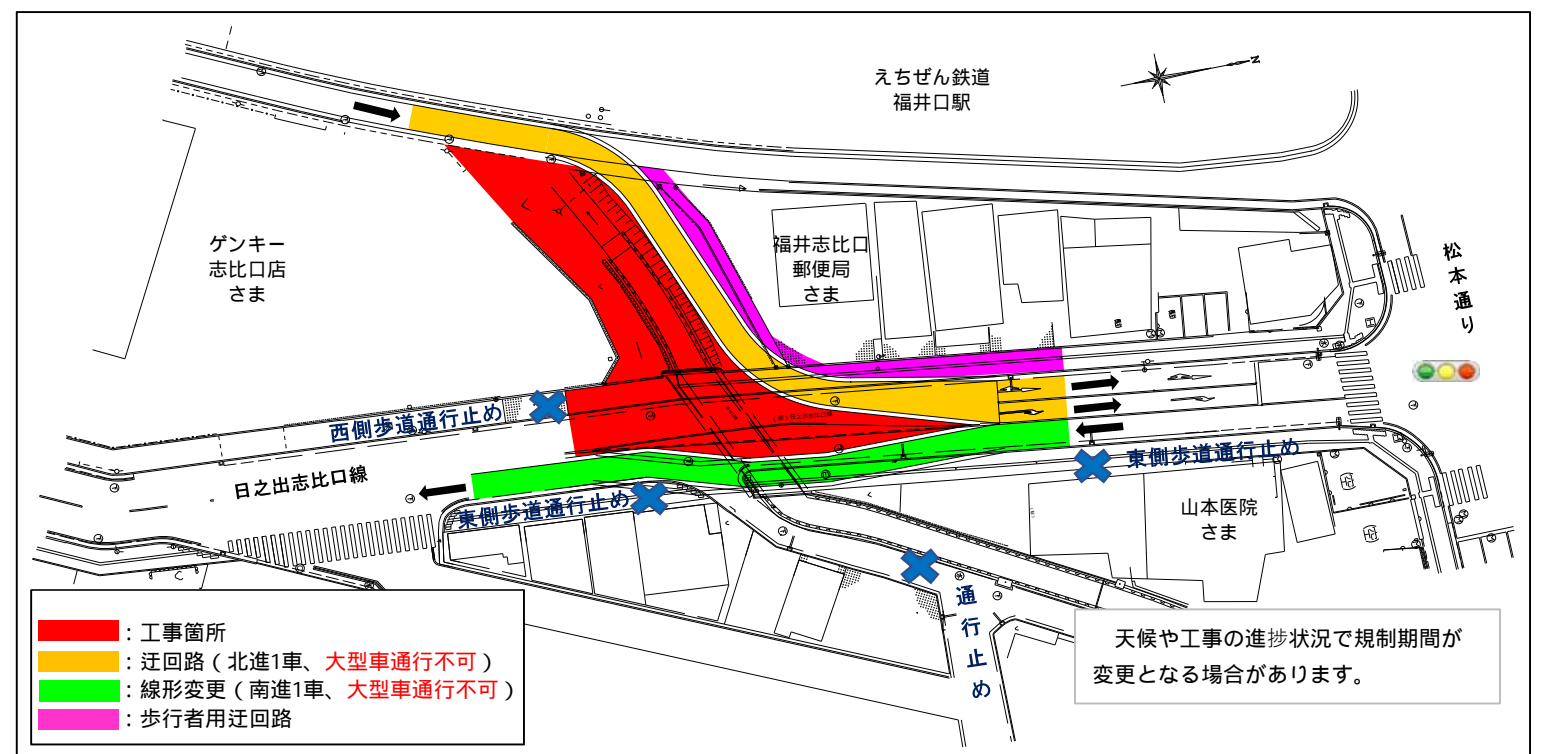 えちぜん鉄道
福井口駅
N
ゲンキー
志比口店
さま
福井志比口
郵便局
さま
松本通り
西側歩道通行止め
日之出志比口線
東側歩道通行止め
東側歩道通行止め
山本医院
さま
通行止め
：工事箇所
：迂回路（北進1車、大型車通行不可）
：線形変更（南進1車、大型車通行不可）
：歩行者用迂回路
天候や工事の進捗状況で規制期間が
変更となる場合があります。